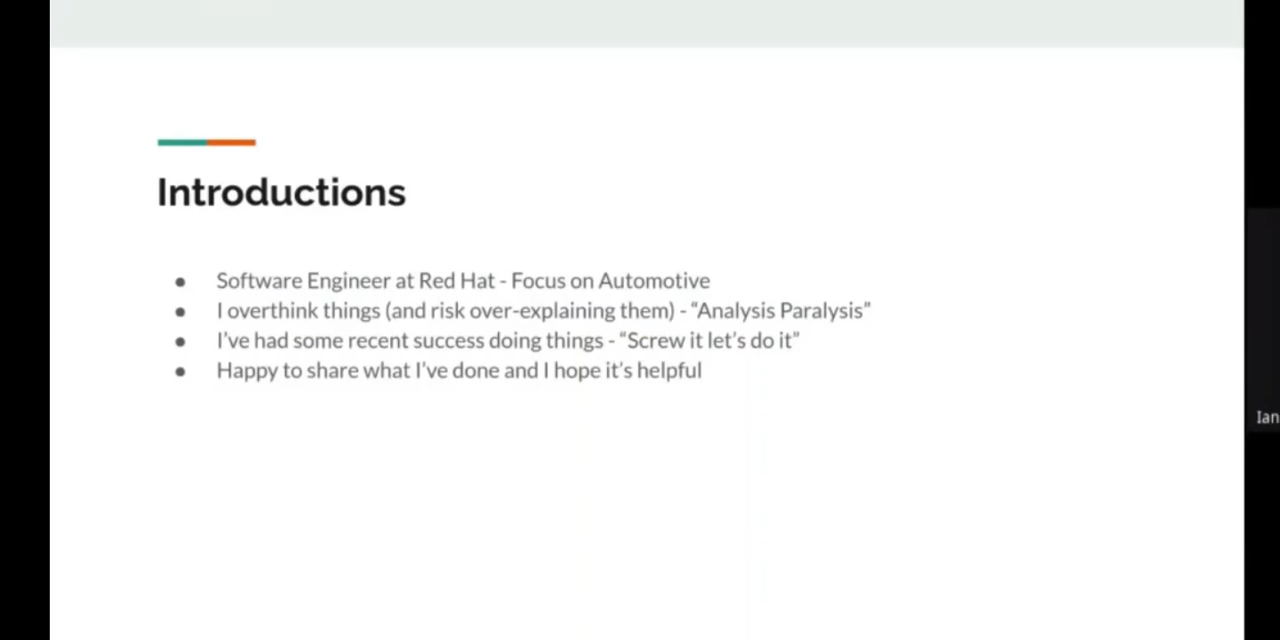 Introductions
● Software Engineer at Red Hat - Focus on Automotive
● I overthink things (and risk over-explaining them) - “Analysis Paralysis”
● I’ve had some recent success doing things - “Screw it let’s do it”
● Happy to share what I’ve done and I hope it’s helpful
Ian